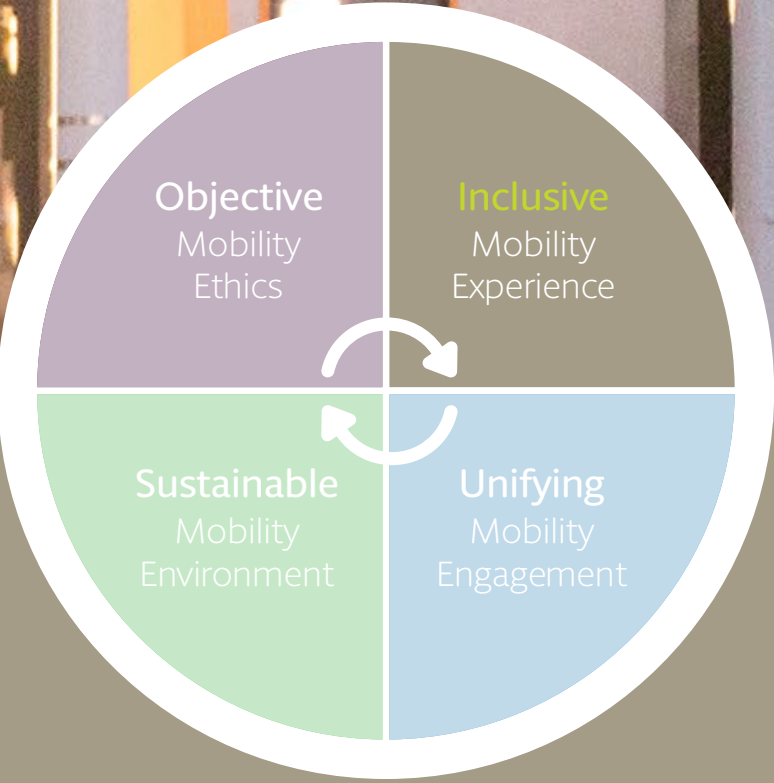 Objective
Mobility
Ethics
Inclusive
Mobility
Experience
Sustainable
Mobility
Environment
Unifying
Mobility
Engagement